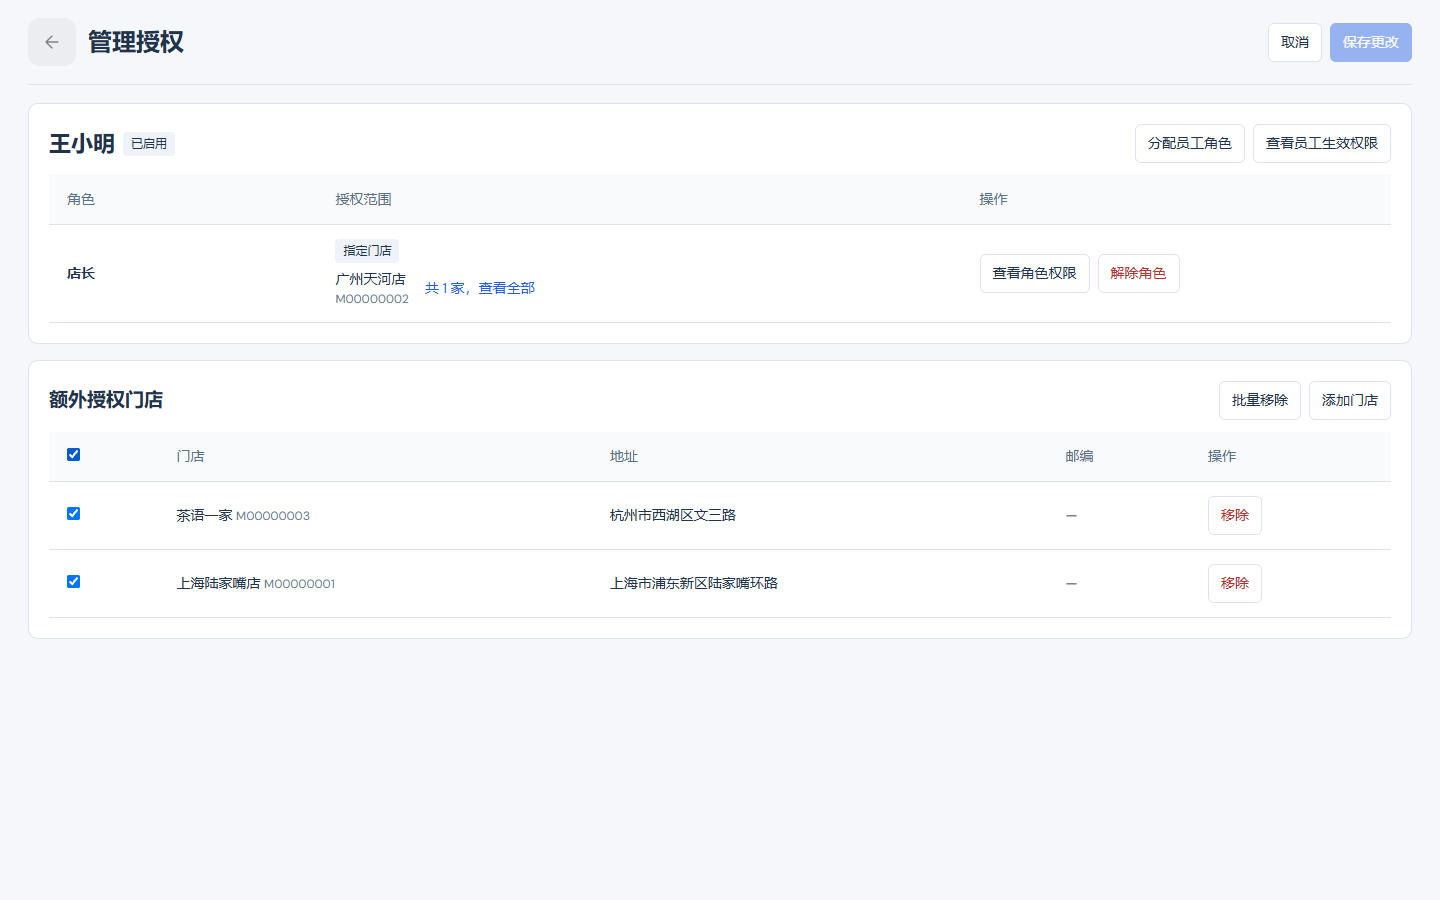 管理授权
取消 保存更改
王小明 已启用
分配员工角色 查看员工生效权限
角色 授权范围 操作
店长
指定门店
广州天河店
M00000002
共 1 家，查看全部
查看角色权限 解除角色
额外授权门店
批量移除 添加门店
门店 地址 邮编 操作
茶语一家 M00000003 杭州市西湖区文三路 — 移除
上海陆家嘴店 M00000001 上海市浦东新区陆家嘴环路 — 移除